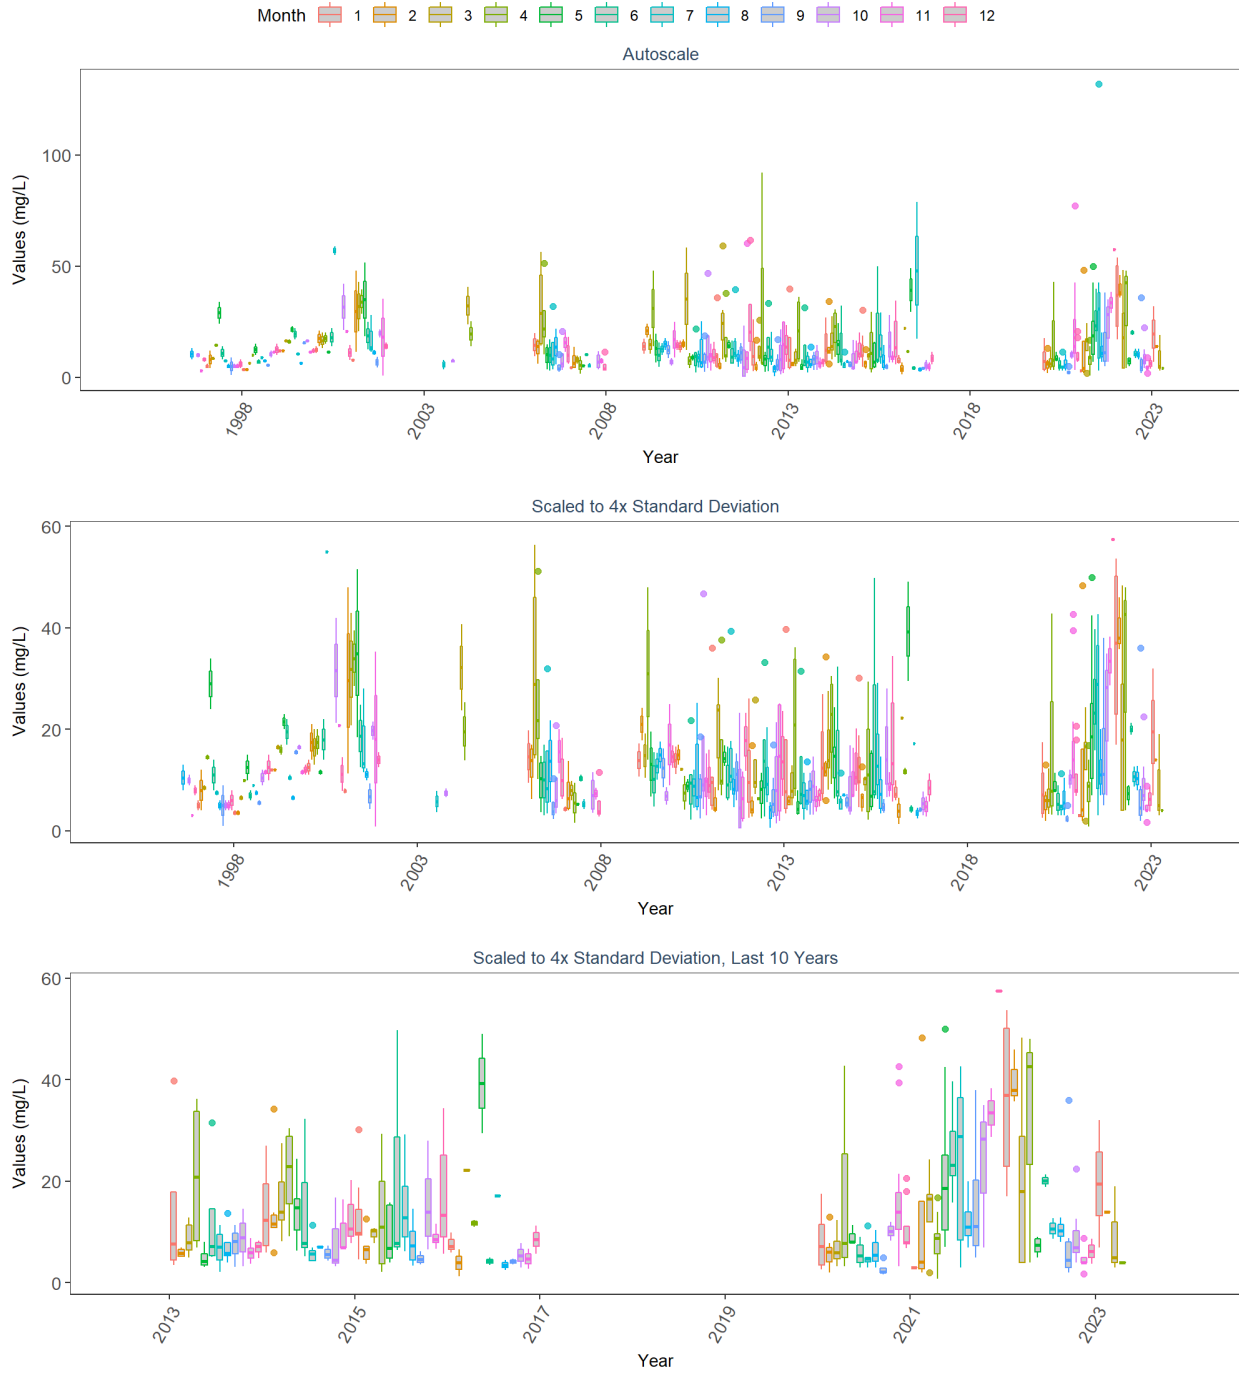 Month 1 2 3 4 5 6 7 8 9 10 11 12
Autoscale
Values (mg/L)
100
50
0
1998 2003 2008 2013 2018 2023
Year
Scaled to 4x Standard Deviation
Values (mg/L)
60
40
20
0
1998 2003 2008 2013 2018 2023
Year
Scaled to 4x Standard Deviation, Last 10 Years
Values (mg/L)
60
40
20
0
2013 2015 2017 2019 2021 2023
Year